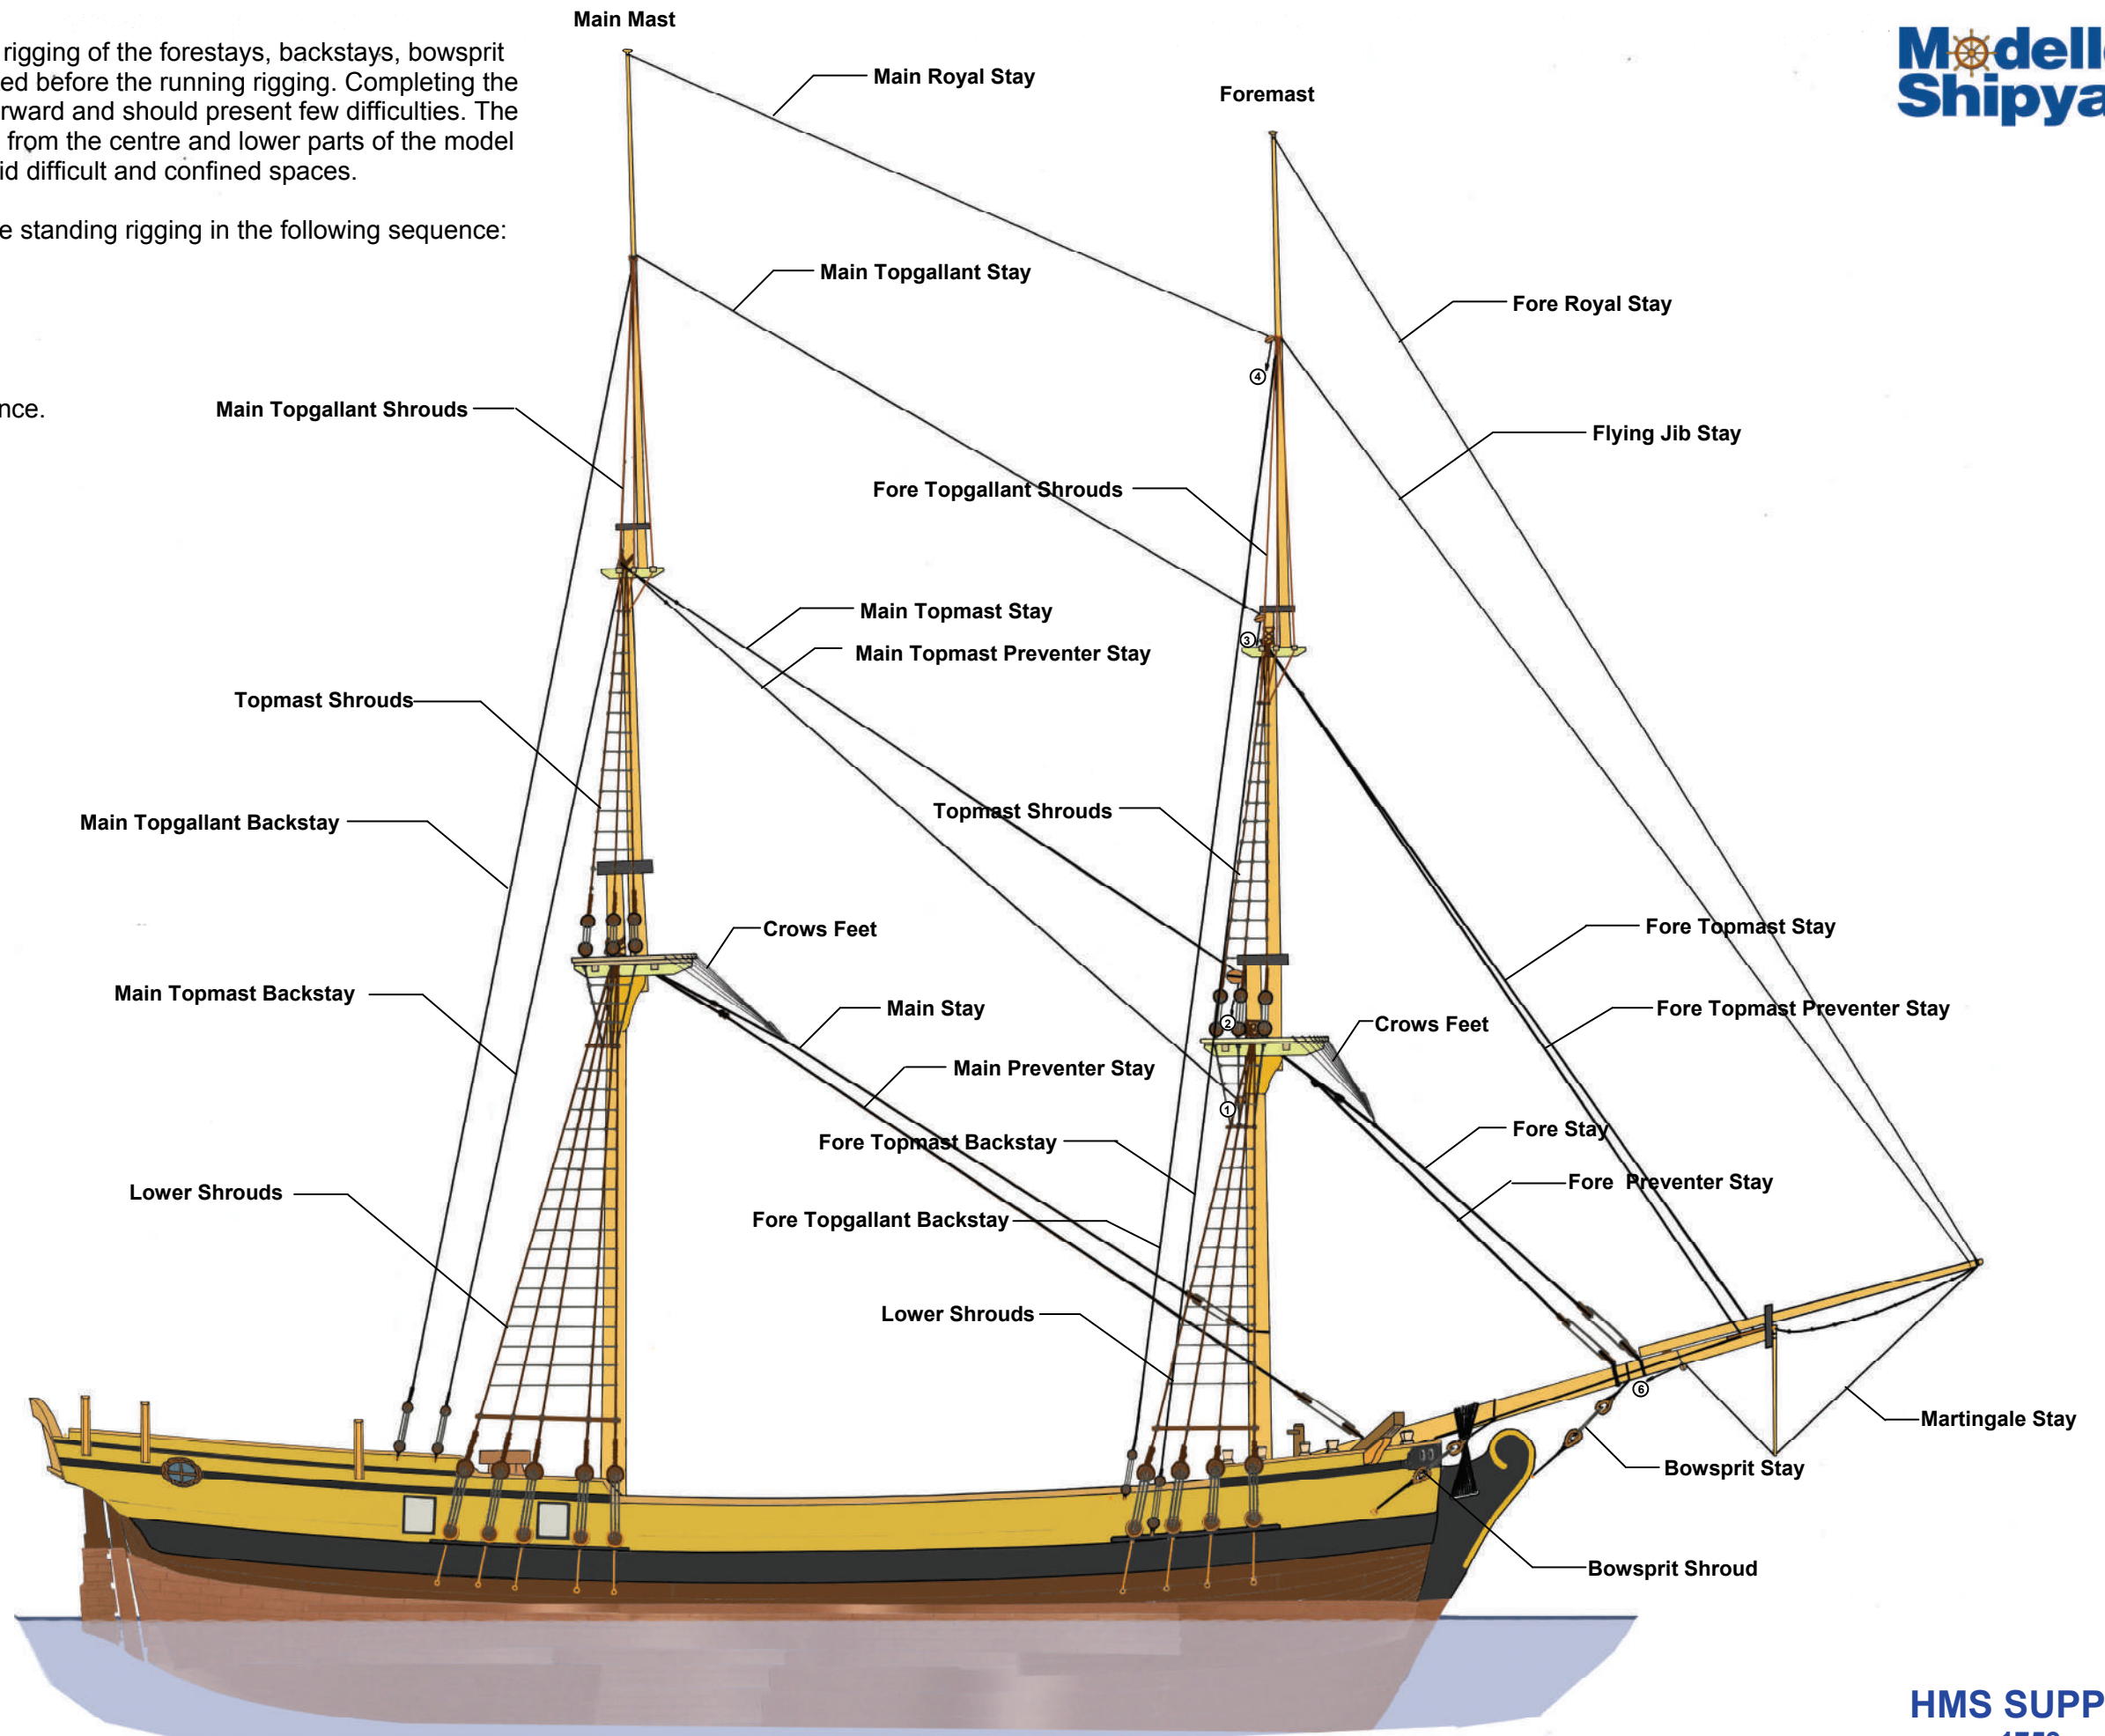 rigging of the forestays, backstays, bowsprit
ed before the running rigging. Completing the
rward and should present few difficulties. The
from the centre and lower parts of the model
id difficult and confined spaces.
e standing rigging in the following sequence:
nce.
Main Mast
Foremast
Modell
Shipya
Main Royal Stay
Main Topgallant Stay
Fore Royal Stay
4
Main Topgallant Shrouds
Flying Jib Stay
Fore Topgallant Shrouds
Main Topmast Stay
3
Main Topmast Preventer Stay
Topmast Shrouds
Topmast Shrouds
Main Topgallant Backstay
Crows Feet
Fore Topmast Stay
Main Topmast Backstay
Main Stay
Fore Topmast Preventer Stay
2
Crows Feet
Main Preventer Stay
1
Fore Stay
Fore Topmast Backstay
Fore Preventer Stay
Lower Shrouds
Fore Topgallant Backstay
Lower Shrouds
6
Martingale Stay
Bowsprit Stay
Bowsprit Shroud
HMS SUPP
1759